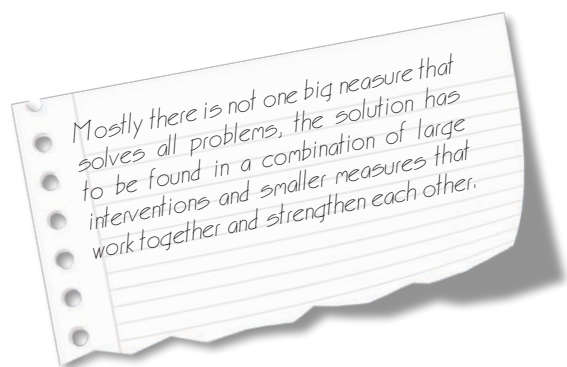 Mostly there is not one big neasure that
solves all problems, the solution has
to be found in a combination of large
interventions and smaller measures that
work together and strengthen each other.